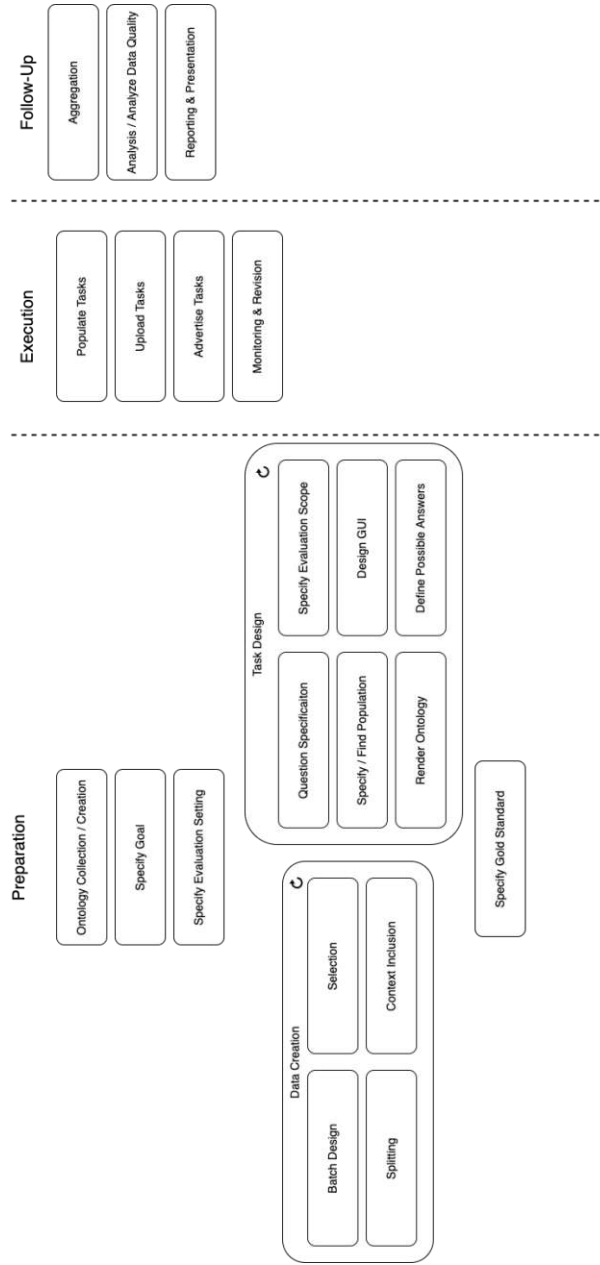 Preparation
Ontology Collection / Creation
Specify Goal
Specify Evaluation Setting
Data Creation
Batch Design
Selection
Splitting
Context Inclusion
Task Design
Question Specificaiton
Specify Evaluation Scope
Specify / Find Population
Design GUI
Render Ontology
Define Possible Answers
Specify Gold Standard
Execution
Populate Tasks
Upload Tasks
Advertise Tasks
Monitoring & Revision
Follow-Up
Aggregation
Analysis / Analyze Data Quality
Reporting & Presentation